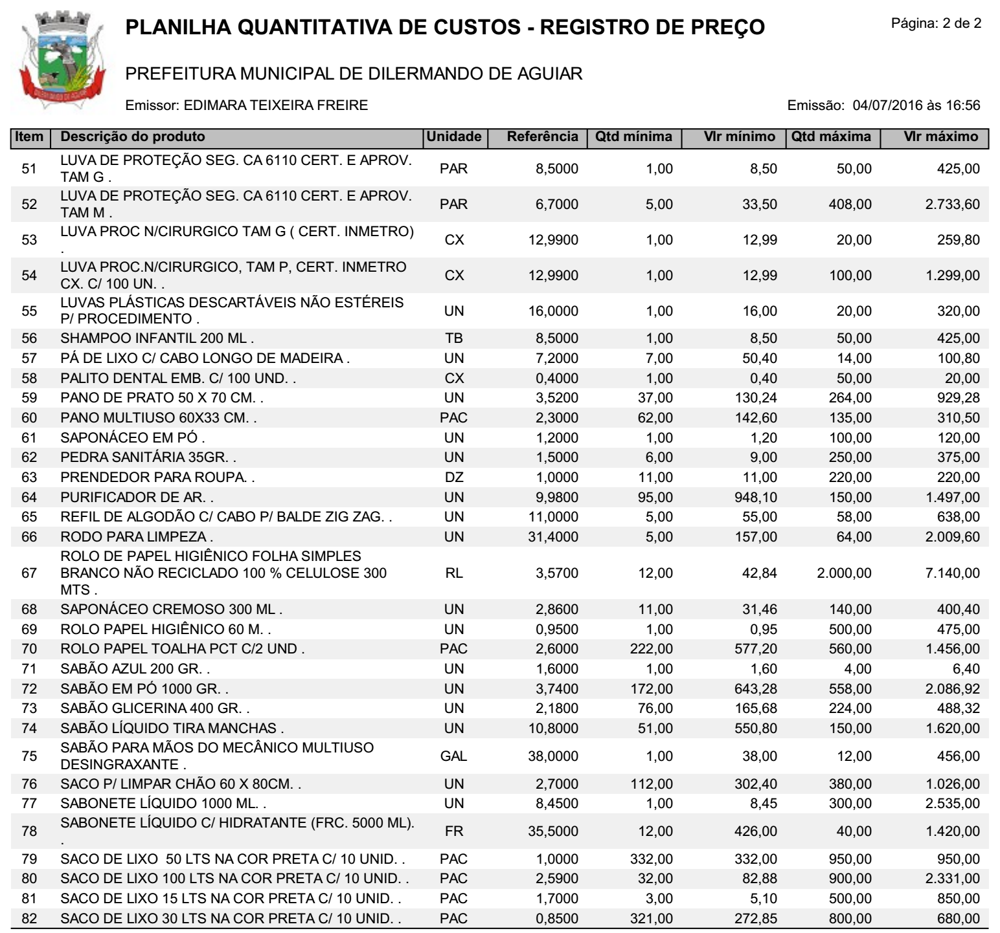 PLANILHA QUANTITATIVA DE CUSTOS - REGISTRO DE PREÇO Página: 2 de 2
PREFEITURA MUNICIPAL DE DILERMANDO DE AGUIAR
Emissor: EDIMARA TEIXEIRA FREIRE Emissão: 04/07/2016 às 16:56
Item Descrição do produto Unidade Referência Qtd mínima Vlr mínimo Qtd máxima Vlr máximo
51 LUVA DE PROTEÇÃO SEG. CA 6110 CERT. E APROV. PAR 8,5000 1,00 8,50 50,00 425,00
TAM G .
52 LUVA DE PROTEÇÃO SEG. CA 6110 CERT. E APROV. PAR 6,7000 5,00 33,50 408,00 2.733,60
TAM M .
53 LUVA PROC N/CIRURGICO TAM G ( CERT. INMETRO) CX 12,9900 1,00 12,99 20,00 259,80
.
54 LUVA PROC.N/CIRURGICO, TAM P, CERT. INMETRO CX 12,9900 1,00 12,99 100,00 1.299,00
CX. C/ 100 UN. .
55 LUVAS PLÁSTICAS DESCARTÁVEIS NÃO ESTÉREIS UN 16,0000 1,00 16,00 20,00 320,00
P/ PROCEDIMENTO .
56 SHAMPOO INFANTIL 200 ML . TB 8,5000 1,00 8,50 50,00 425,00
57 PÁ DE LIXO C/ CABO LONGO DE MADEIRA . UN 7,2000 7,00 50,40 14,00 100,80
58 PALITO DENTAL EMB. C/ 100 UND. . CX 0,4000 1,00 0,40 50,00 20,00
59 PANO DE PRATO 50 X 70 CM. . UN 3,5200 37,00 130,24 264,00 929,28
60 PANO MULTIUSO 60X33 CM. . PAC 2,3000 62,00 142,60 135,00 310,50
61 SAPONÁCEO EM PÓ . UN 1,2000 1,00 1,20 100,00 120,00
62 PEDRA SANITÁRIA 35GR. . UN 1,5000 6,00 9,00 250,00 375,00
63 PRENDEDOR PARA ROUPA. . DZ 1,0000 11,00 11,00 220,00 220,00
64 PURIFICADOR DE AR. . UN 9,9800 95,00 948,10 150,00 1.497,00
65 REFIL DE ALGODÃO C/ CABO P/ BALDE ZIG ZAG. . UN 11,0000 5,00 55,00 58,00 638,00
66 RODO PARA LIMPEZA . UN 31,4000 5,00 157,00 64,00 2.009,60
ROLO DE PAPEL HIGIÊNICO FOLHA SIMPLES
67 BRANCO NÃO RECICLADO 100 % CELULOSE 300 RL 3,5700 12,00 42,84 2.000,00 7.140,00
MTS .
68 SAPONÁCEO CREMOSO 300 ML . UN 2,8600 11,00 31,46 140,00 400,40
69 ROLO PAPEL HIGIÊNICO 60 M. . UN 0,9500 1,00 0,95 500,00 475,00
70 ROLO PAPEL TOALHA PCT C/2 UND . PAC 2,6000 222,00 577,20 560,00 1.456,00
71 SABÃO AZUL 200 GR. . UN 1,6000 1,00 1,60 4,00 6,40
72 SABÃO EM PÓ 1000 GR. . UN 3,7400 172,00 643,28 558,00 2.086,92
73 SABÃO GLICERINA 400 GR. . UN 2,1800 76,00 165,68 224,00 488,32
74 SABÃO LÍQUIDO TIRA MANCHAS . UN 10,8000 51,00 550,80 150,00 1.620,00
75 SABÃO PARA MÃOS DO MECÂNICO MULTIUSO GAL 38,0000 1,00 38,00 12,00 456,00
DESINGRAXANTE .
76 SACO P/ LIMPAR CHÃO 60 X 80CM. . UN 2,7000 112,00 302,40 380,00 1.026,00
77 SABONETE LÍQUIDO 1000 ML. . UN 8,4500 1,00 8,45 300,00 2.535,00
78 SABONETE LÍQUIDO C/ HIDRATANTE (FRC. 5000 ML). FR 35,5000 12,00 426,00 40,00 1.420,00
.
79 SACO DE LIXO 50 LTS NA COR PRETA C/ 10 UNID. . PAC 1,0000 332,00 332,00 950,00 950,00
80 SACO DE LIXO 100 LTS NA COR PRETA C/ 10 UNID. . PAC 2,5900 32,00 82,88 900,00 2.331,00
81 SACO DE LIXO 15 LTS NA COR PRETA C/ 10 UNID. . PAC 1,7000 3,00 5,10 500,00 850,00
82 SACO DE LIXO 30 LTS NA COR PRETA C/ 10 UNID. . PAC 0,8500 321,00 272,85 800,00 680,00